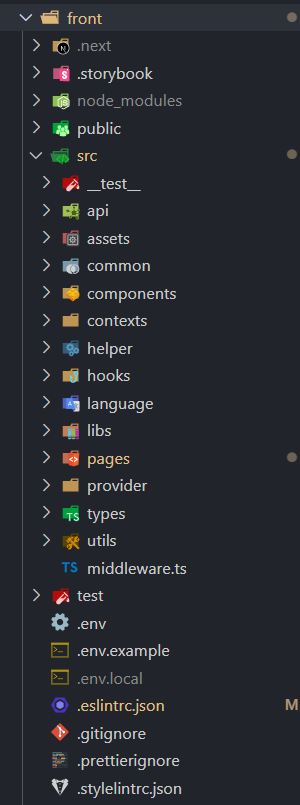 front
.next
.storybook
node_modules
public
src
__test__
api
assets
common
components
contexts
helper
hooks
language
libs
pages
provider
types
utils
TS middleware.ts
test
.env
.env.example
.env.local
.eslintrc.json M
.gitignore
.prettierignore
.stylelintrc.json